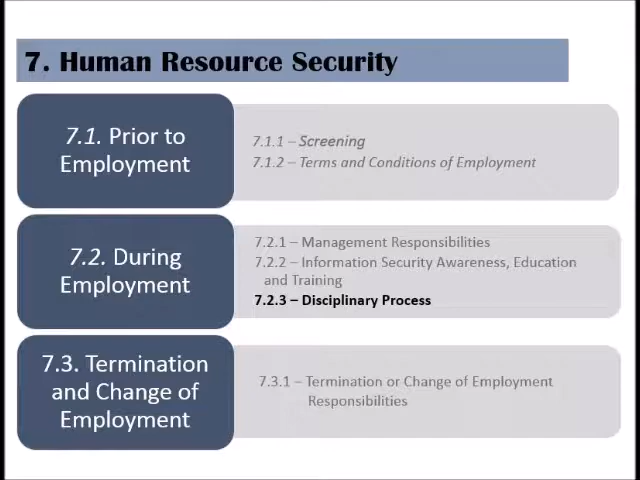 7. Human Resource Security
7.1. Prior to
Employment
7.1.1 – Screening
7.1.2 – Terms and Conditions of Employment
7.2. During
Employment
7.2.1 – Management Responsibilities
7.2.2 – Information Security Awareness, Education
and Training
7.2.3 – Disciplinary Process
7.3. Termination
and Change of
Employment
7.3.1 – Termination or Change of Employment
Responsibilities